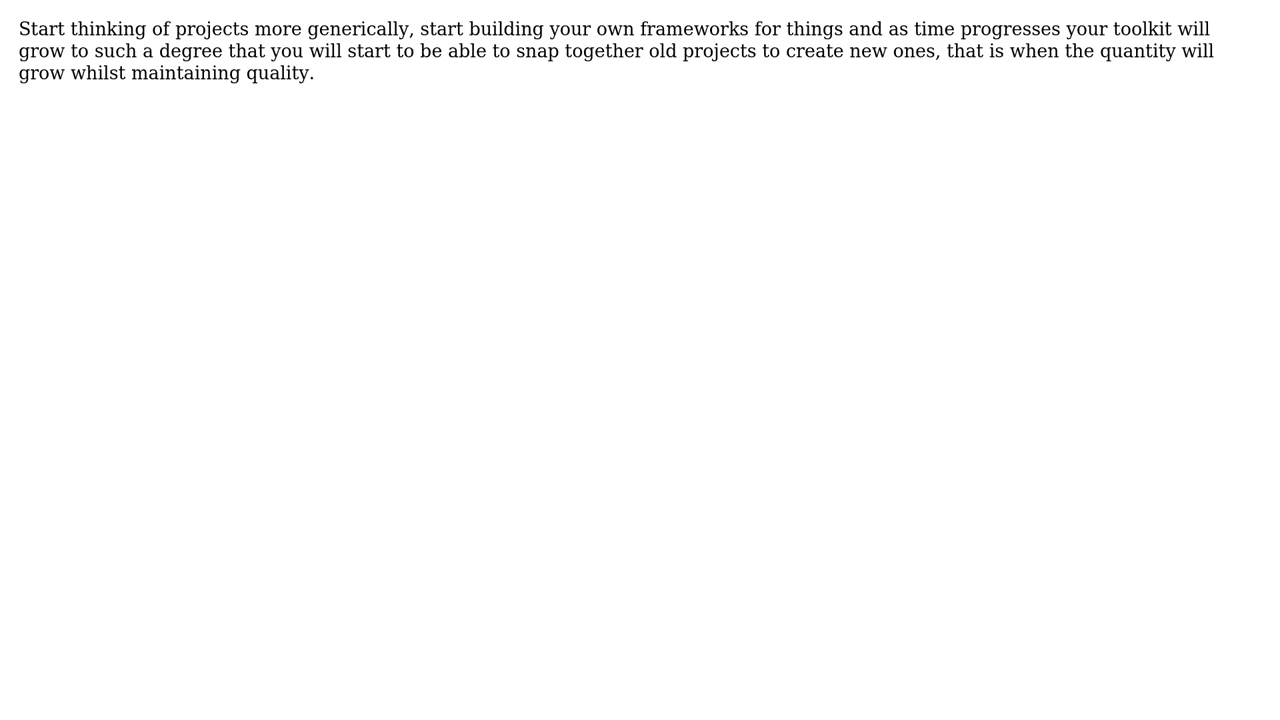 Start thinking of projects more generically, start building your own frameworks for things and as time progresses your toolkit will
grow to such a degree that you will start to be able to snap together old projects to create new ones, that is when the quantity will
grow whilst maintaining quality.